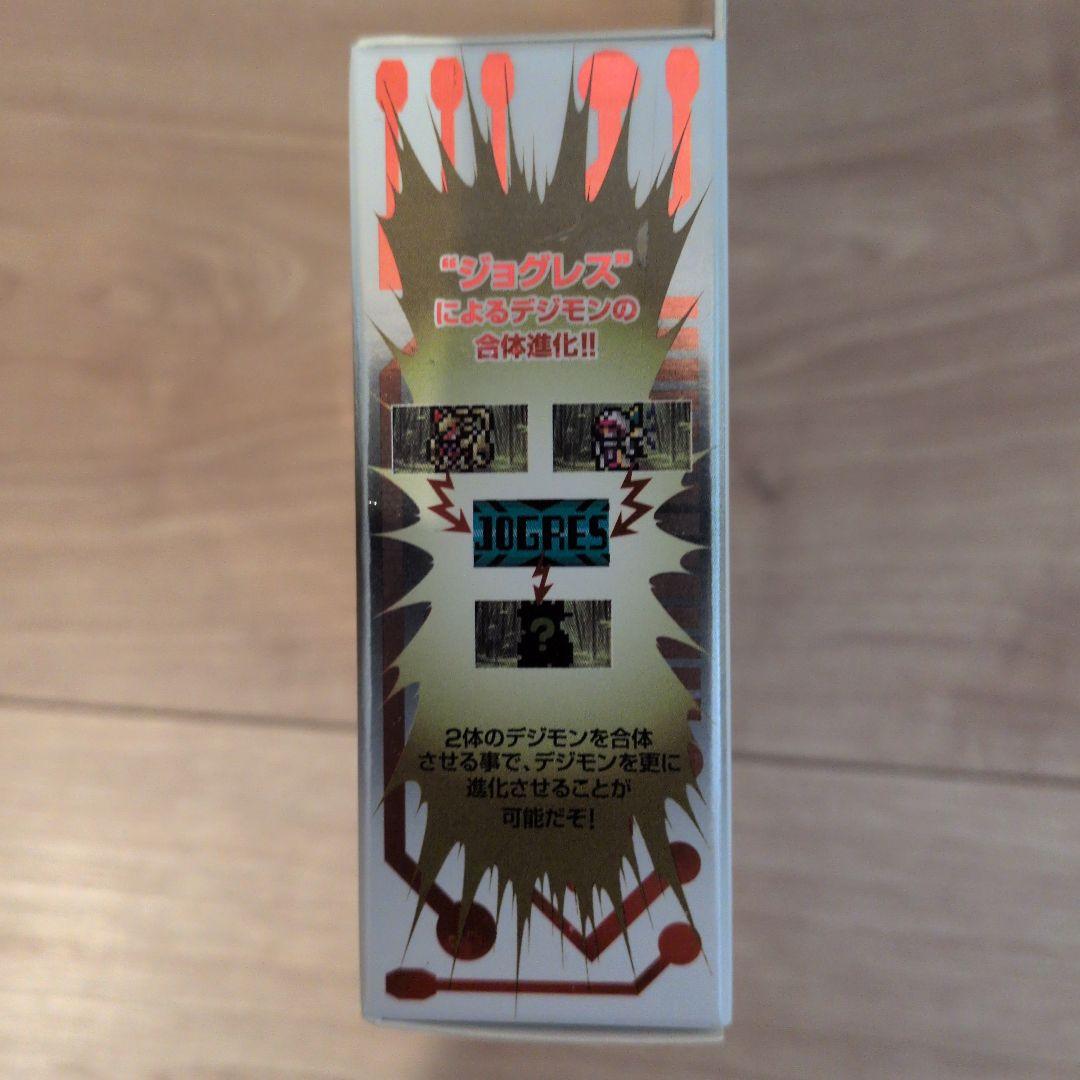 “ジョグレス”
によるデジモンの
合体進化!!
JOGRES
?
2体のデジモンを合体
させる事で、デジモンを更に
進化させることが
可能だぞ!